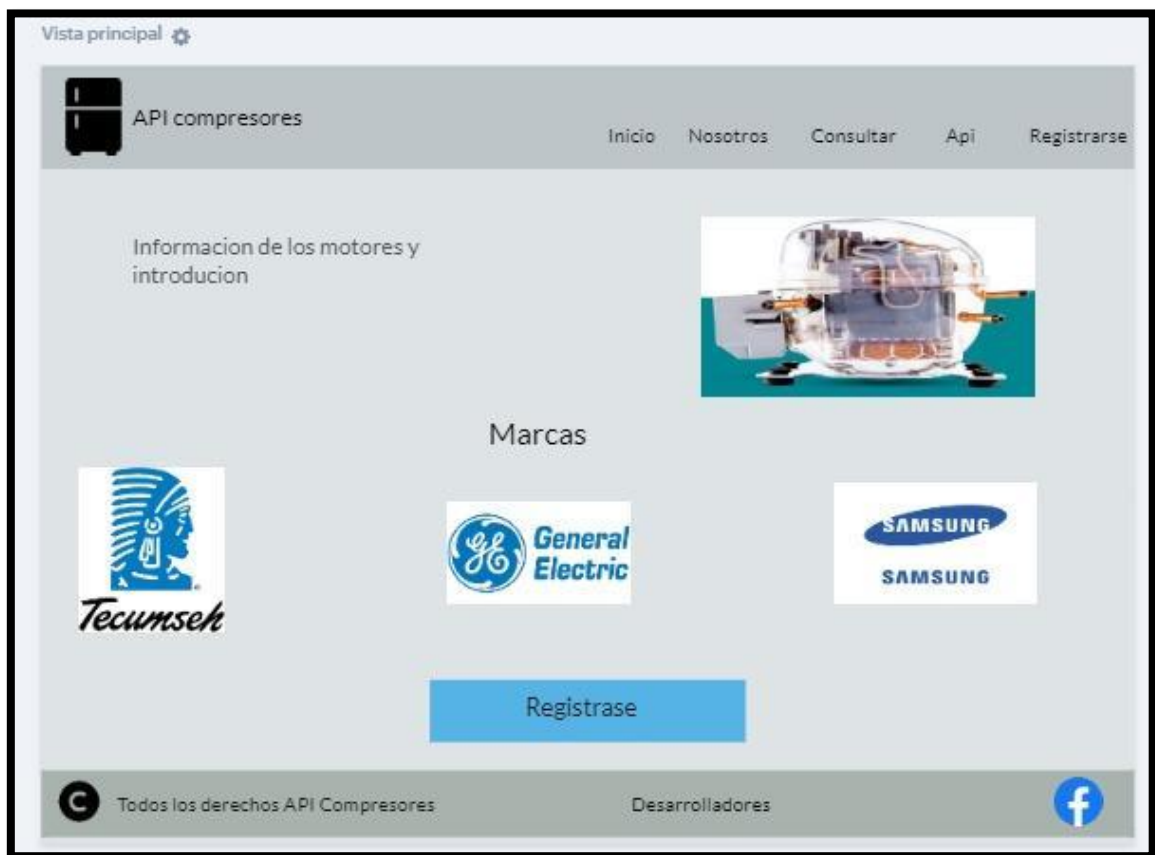 Vista principal
API compresores
Inicio Nosotros Consultar Api Registrarse
Informacion de los motores y
introducion
Marcas
Tecumseh
GE General
Electric
SAMSUNG
SAMSUNG
Registrase
C Todos los derechos API Compresores Desarrolladores f